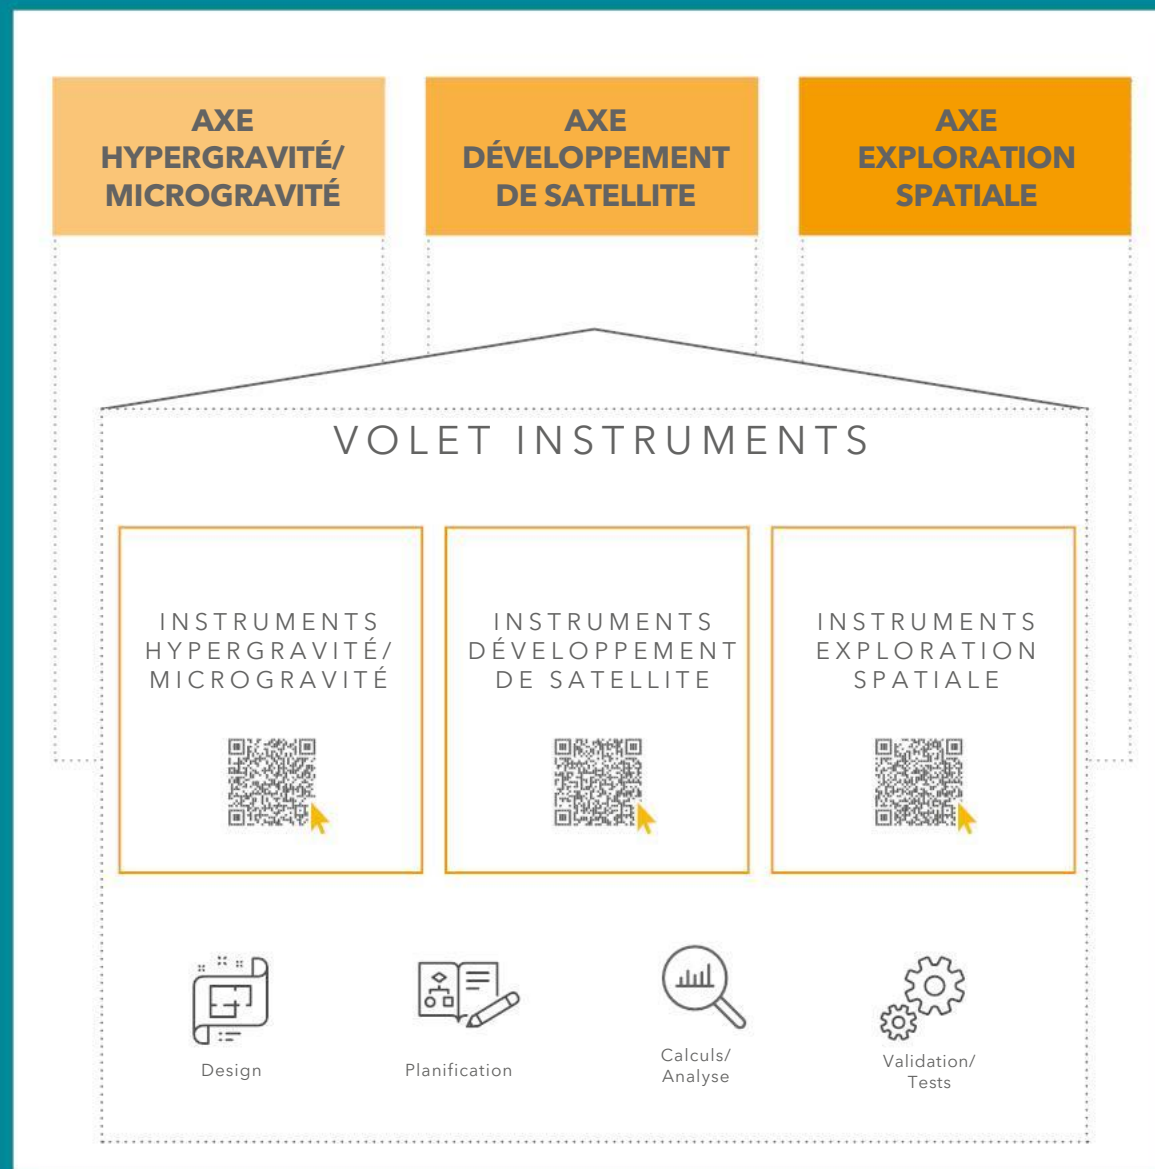 AXE
HYPERGRAVITÉ/
MICROGRAVITÉ
AXE
DÉVELOPPEMENT
DE SATELLITE
AXE
EXPLORATION
SPATIALE
VOLET INSTRUMENTS
INSTRUMENTS
HYPERGRAVITÉ/
MICROGRAVITÉ
INSTRUMENTS
DÉVELOPPEMENT
DE SATELLITE
INSTRUMENTS
EXPLORATION
SPATIALE
Design
Planification
Calculs/
Analyse
Validation/
Tests